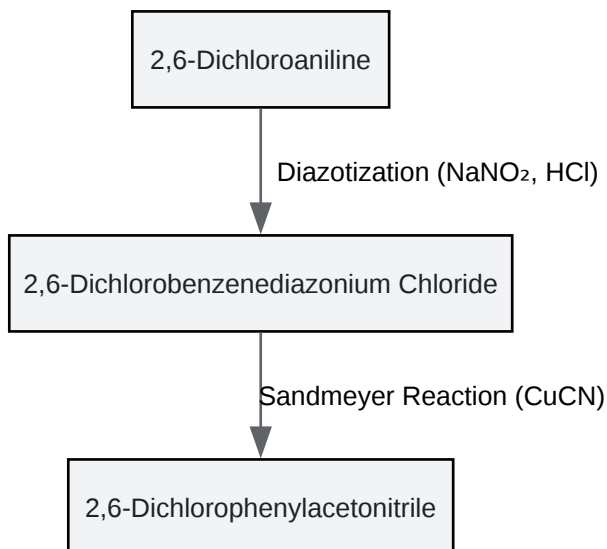 2,6-Dichloroaniline
Diazotization (NaNO₂, HCl)
2,6-Dichlorobenzenediazonium Chloride
Sandmeyer Reaction (CuCN)
2,6-Dichlorophenylacetonitrile